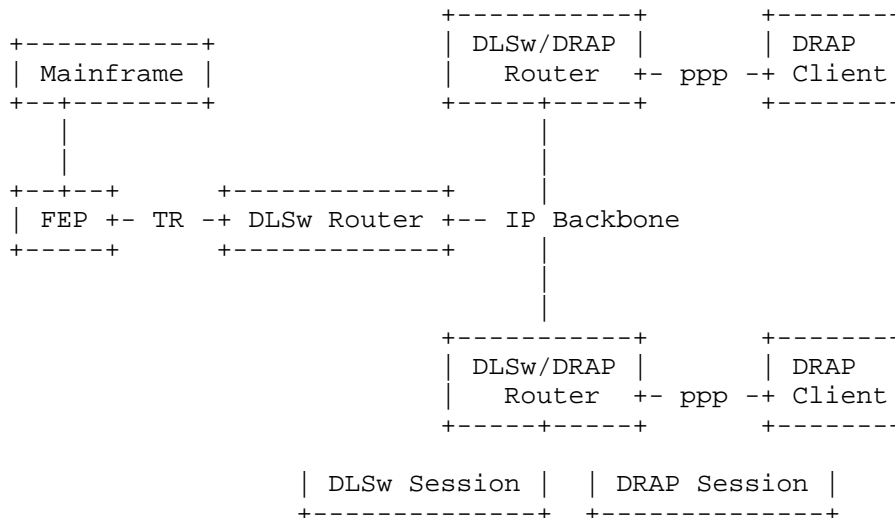 DLSw/DRAP DRAP
Mainframe Router +- ppp -+ Client
FEP +- TR -+ DLSw Router +-- IP Backbone
DLSw/DRAP DRAP
Router +- ppp -+ Client
DLSw Session DRAP Session